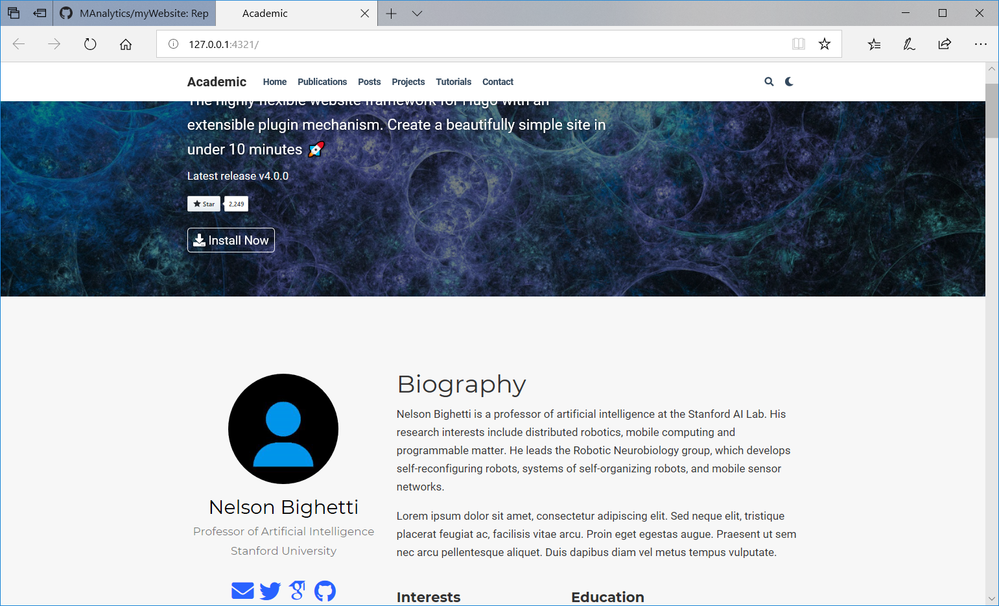 MAnalytics/myWebsite: Rep
Academic
127.0.0.1:4321/
Academic Home Publications Posts Projects Tutorials Contact
The highly flexible website framework for Hugo with an
extensible plugin mechanism. Create a beautifully simple site in
under 10 minutes 🚀
Latest release v4.0.0
Star 2,249
Install Now
Biography
Nelson Bighetti is a professor of artificial intelligence at the Stanford AI Lab. His
research interests include distributed robotics, mobile computing and
programmable matter. He leads the Robotic Neurobiology group, which develops
self-reconfiguring robots, systems of self-organizing robots, and mobile sensor
networks.
Lorem ipsum dolor sit amet, consectetur adipiscing elit. Sed neque elit, tristique
placerat feugiat ac, facilisis vitae arcu. Proin eget egestas augue. Praesent ut sem
nec arcu pellentesque aliquet. Duis dapibus diam vel metus tempus vulputate.
Nelson Bighetti
Professor of Artificial Intelligence
Stanford University
Interests
Education